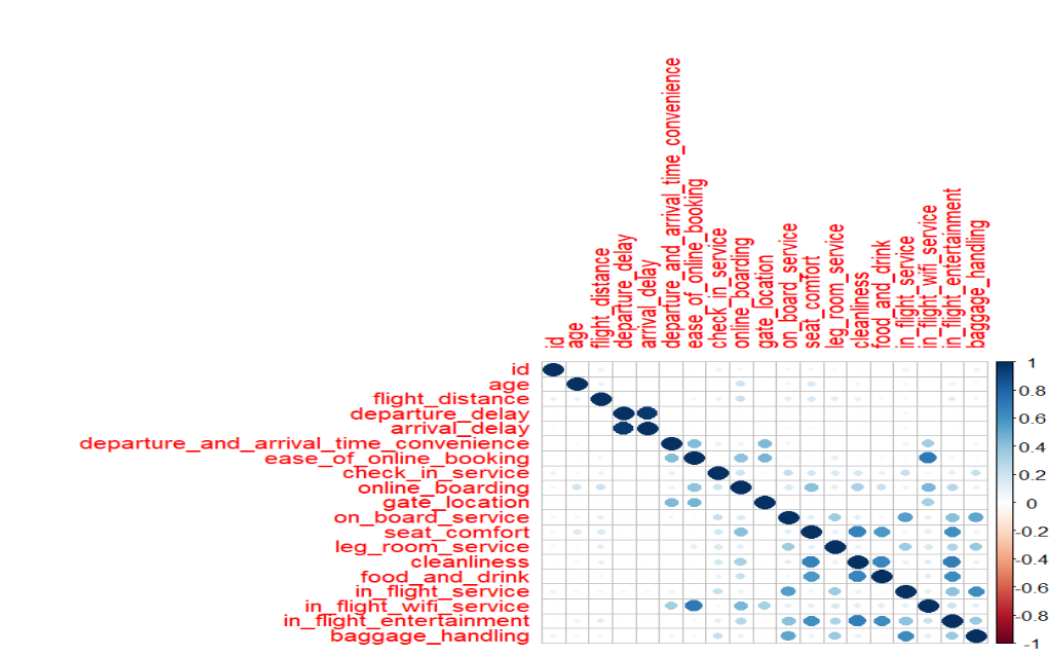 id
age
flight_distance
departure_delay
arrival_delay
departure_and_arrival_time_convenience
ease_of_online_booking
check_in_service
online_boarding
gate_location
on_board_service
seat_comfort
leg_room_service
cleanliness
food_and_drink
in_flight_service
in_flight_wifi_service
in_flight_entertainment
baggage_handling
id
age
flight_distance
departure_delay
arrival_delay
departure_and_arrival_time_convenience
ease_of_online_booking
check_in_service
online_boarding
gate_location
on_board_service
seat_comfort
leg_room_service
cleanliness
food_and_drink
in_flight_service
in_flight_wifi_service
in_flight_entertainment
baggage_handling
1
0.8
0.6
0.4
0.2
0
-0.2
-0.4
-0.6
-0.8
-1